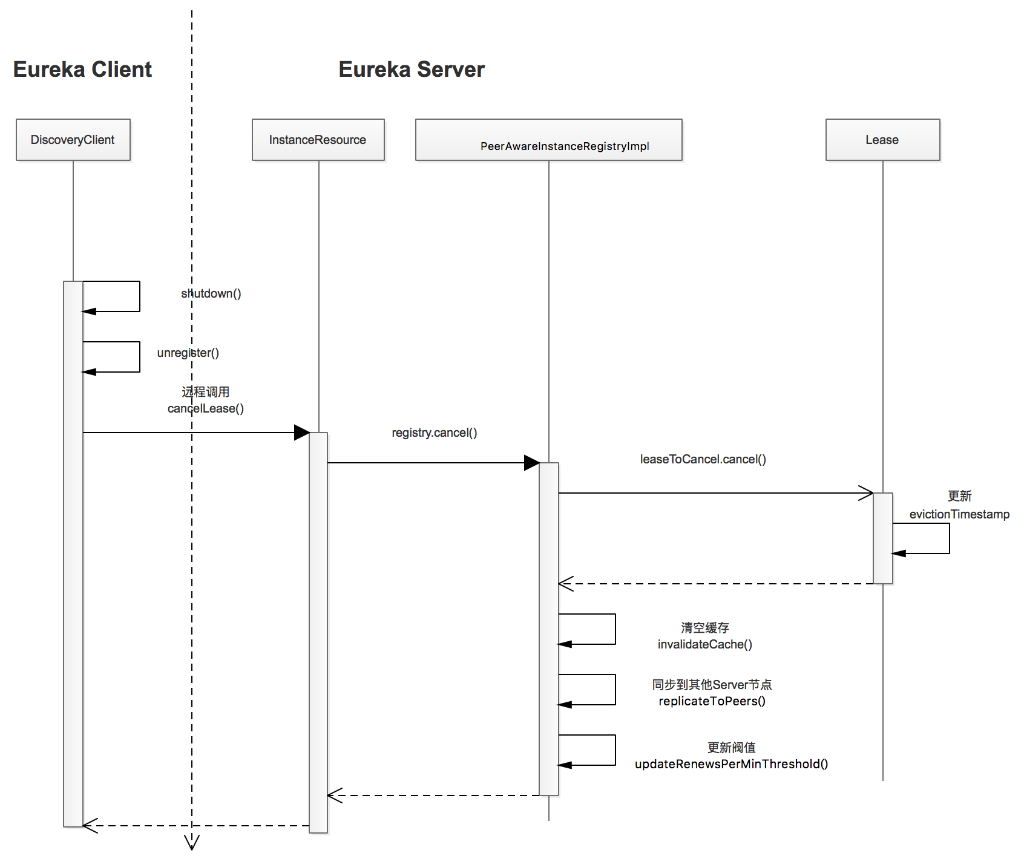 Eureka Client
Eureka Server
DiscoveryClient
InstanceResource
PeerAwareInstanceRegistryImpl
Lease
shutdown()
unregister()
远程调用
cancelLease()
registry.cancel()
leaseToCancel.cancel()
更新
evictionTimestamp
清空缓存
invalidateCache()
同步到其他Server节点
replicateToPeers()
更新阀值
updateRenewsPerMinThreshold()